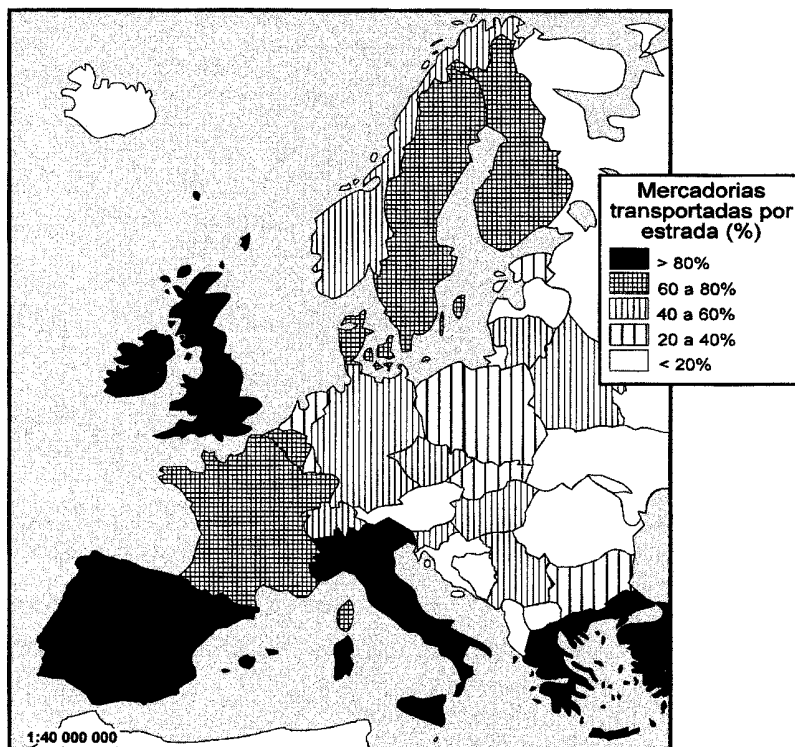 Mercadorias
transportadas por
estrada (%)
> 80%
60 a 80%
40 a 60%
20 a 40%
< 20%
1:40 000 000